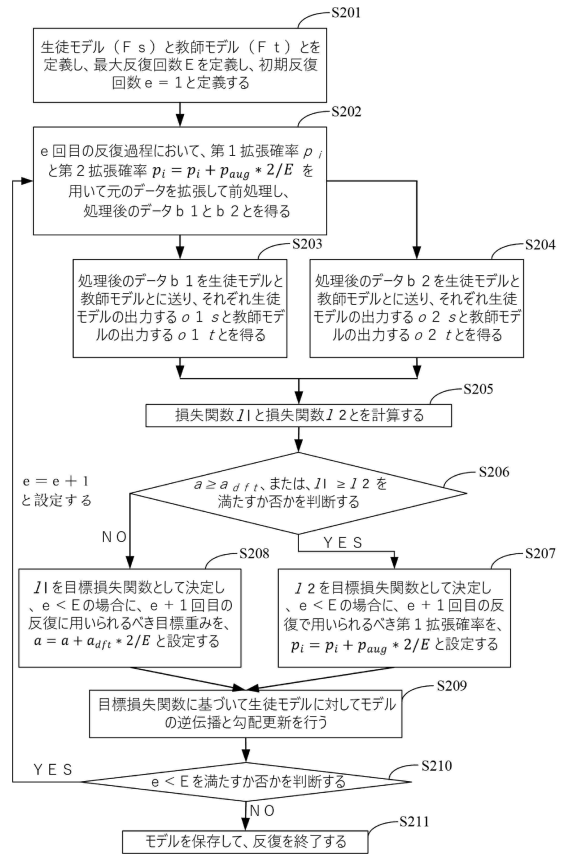 S201
生徒モデル（Ｆｓ）と教師モデル（Ｆｔ）とを
定義し、最大反復回数Ｅを定義し、初期反復
回数ｅ＝１と定義する
S202
ｅ回目の反復過程において、第１拡張確率 p_i
と第２拡張確率 p_i = p_i + p_aug * 2/E を
用いて元のデータを拡張して前処理し、
処理後のデータｂ１とｂ２とを得る
S203
処理後のデータｂ１を生徒モデルと
教師モデルとに送り、それぞれ生徒
モデルの出力するｏ１ ｓと教師モデ
ルの出力するｏ１ ｔとを得る
S204
処理後のデータｂ２を生徒モデルと
教師モデルとに送り、それぞれ生徒
モデルの出力するｏ２ ｓと教師モデ
ルの出力するｏ２ ｔとを得る
S205
損失関数l1と損失関数l2とを計算する
S206
a≥a_dft、または、l1≥l2を
満たすか否かを判断する
ｅ＝ｅ＋１
と設定する
ＮＯ
ＹＥＳ
S208
l1を目標損失関数として決定し
、ｅ＜Ｅの場合に、ｅ＋１回目の
反復に用いられるべき目標重みを、
a = a + a_dft * 2/E と設定する
S207
l2を目標損失関数として決定し
、ｅ＜Ｅの場合に、ｅ＋１回目の反
復で用いられるべき第１拡張確率を、
p_i = p_i + p_aug * 2/E と設定する
S209
目標損失関数に基づいて生徒モデルに対してモデル
の逆伝播と勾配更新を行う
ＹＥＳ
S210
ｅ＜Ｅを満たすか否かを判断する
ＮＯ
S211
モデルを保存して、反復を終了する